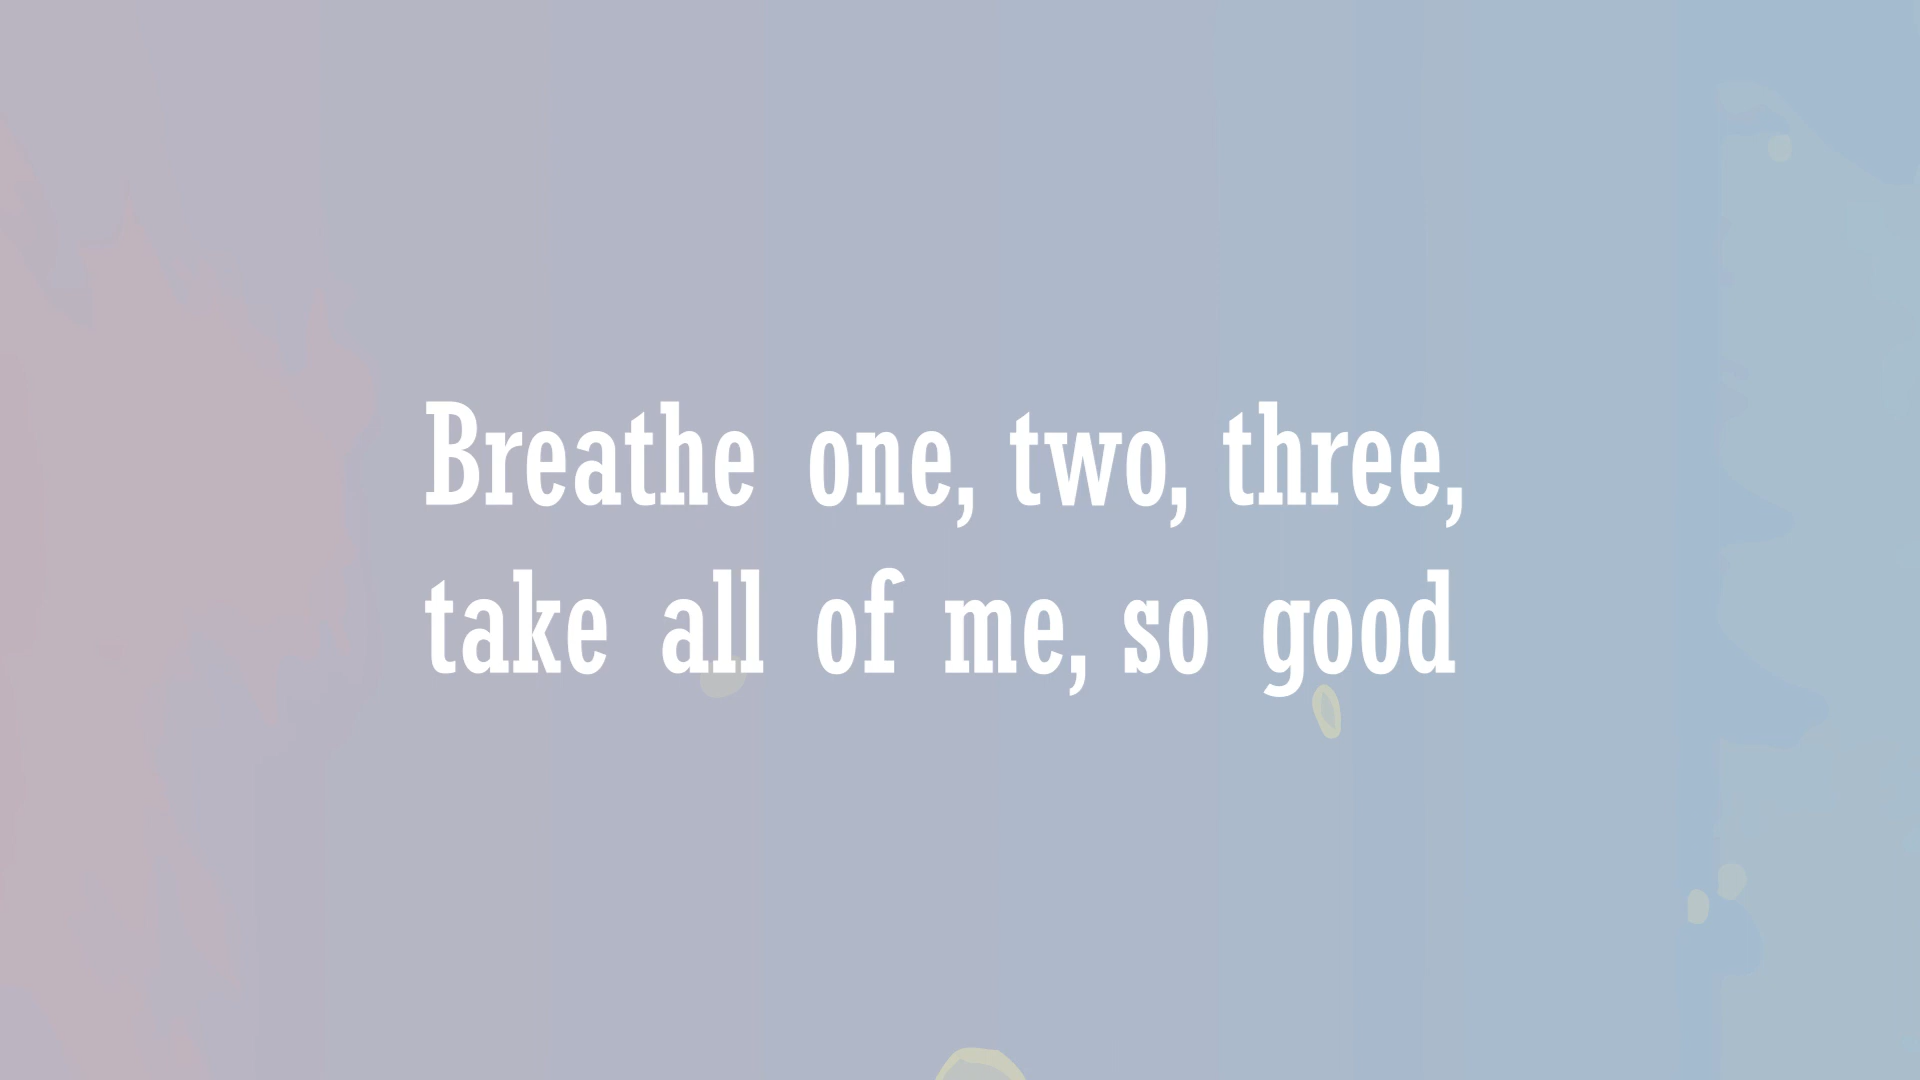 Breathe one, two, three,
take all of me, so good